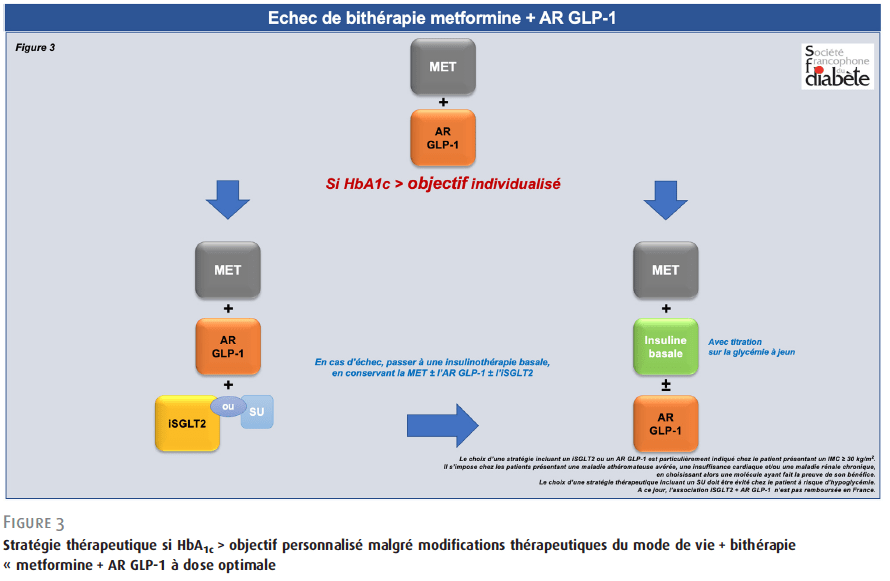 Echec de bithérapie metformine + AR GLP-1
Figure 3
Société
francophone
du
diabète
MET
+
AR
GLP-1
Si HbA1c > objectif individualisé
MET
+
AR
GLP-1
+
iSGLT2
ou
SU
En cas d'échec, passer à une insulinothérapie basale,
en conservant la MET ± l'AR GLP-1 ± l'iSGLT2
MET
+
Insuline
basale
Avec titration
sur la glycémie à jeun
±
AR
GLP-1
Le choix d'une stratégie incluant un iSGLT2 ou un AR GLP-1 est particulièrement indiqué chez le patient présentant un IMC ≥ 30 kg/m².
Il s'impose chez les patients présentant une maladie athéromateuse avérée, une insuffisance cardiaque et/ou une maladie rénale chronique,
en choisissant alors une molécule ayant fait la preuve de son bénéfice.
Le choix d'une stratégie thérapeutique incluant un SU doit être évité chez le patient à risque d'hypoglycémie.
A ce jour, l'association iSGLT2 + AR GLP-1 n'est pas remboursée en France.
FIGURE 3
Stratégie thérapeutique si HbA1c > objectif personnalisé malgré modifications thérapeutiques du mode de vie + bithérapie
« metformine + AR GLP-1 à dose optimale